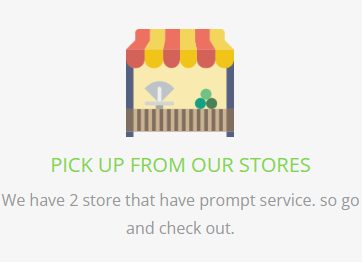 PICK UP FROM OUR STORES
We have 2 store that have prompt service. so go
and check out.